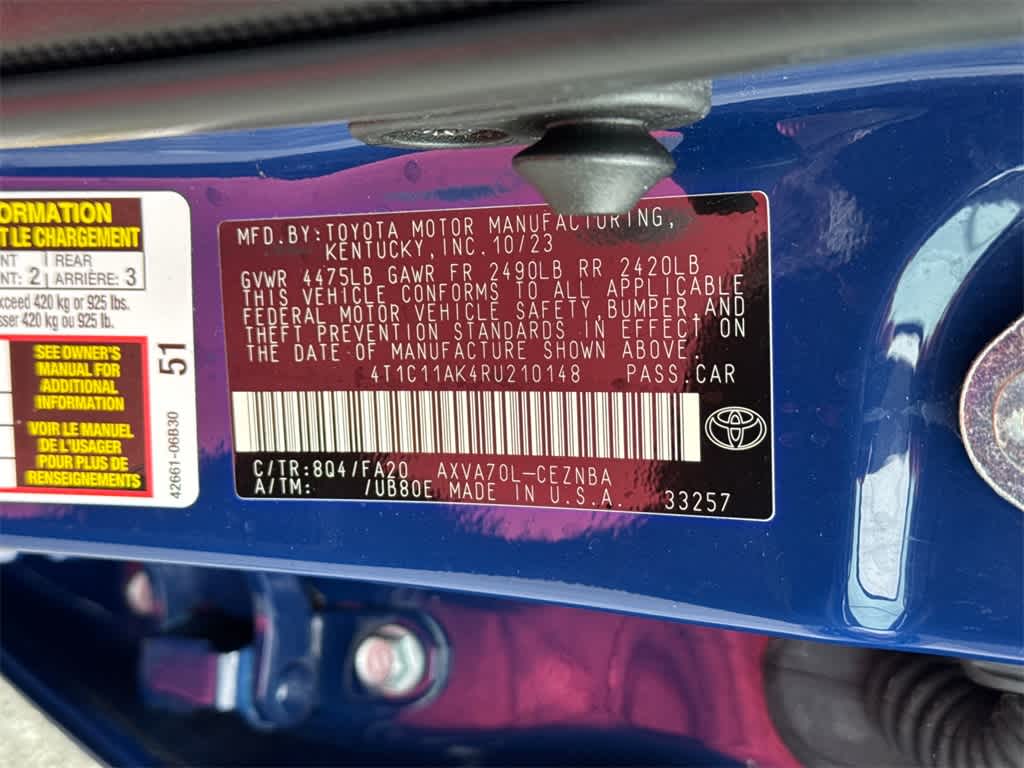 ORMATION
T LE CHARGEMENT
NT
REAR
NT: 2
ARRIÈRE: 3
xceed 420 kg or 925 lbs.
sser 420 kg ou 925 lb.
SEE OWNER'S
MANUAL FOR
ADDITIONAL
INFORMATION
VOIR LE MANUEL
DE L'USAGER
POUR PLUS DE
RENSEIGNEMENTS
51
42661-06B30
MFD.BY:TOYOTA MOTOR MANUFACTURING,
KENTUCKY,INC.10/23
GVWR 4475LB GAWR FR 2490LB RR 2420LB
THIS VEHICLE CONFORMS TO ALL APPLICABLE
FEDERAL MOTOR VEHICLE SAFETY,BUMPER,AND
THEFT PREVENTION STANDARDS IN EFFECT ON
THE DATE OF MANUFACTURE SHOWN ABOVE.
4T1C11AK4RU210148 PASS.CAR
C/TR:8Q4/FA20 AXVA70L-CEZNBA
A/TM: /UB80E MADE IN U.S.A. 33257